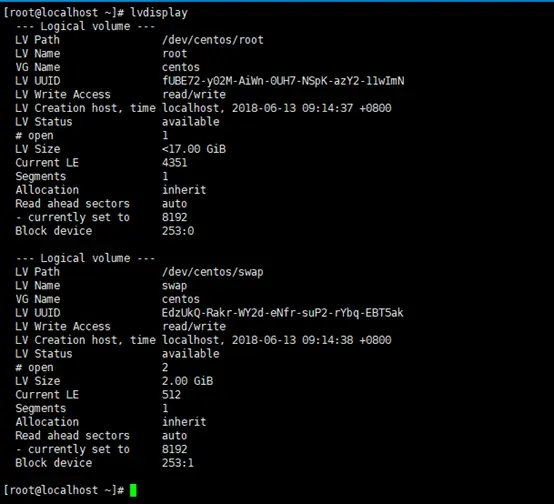 [root@localhost ~]# lvdisplay
--- Logical volume ---
LV Path                /dev/centos/root
LV Name                root
VG Name                centos
LV UUID                fUBE72-y02M-AiWn-OUH7-NSpK-azY2-11wImN
LV Write Access        read/write
LV Creation host, time localhost, 2018-06-13 09:14:37 +0800
LV Status              available
# open                 1
LV Size                <17.00 GiB
Current LE             4351
Segments               1
Allocation             inherit
Read ahead sectors     auto
- currently set to     8192
Block device           253:0
--- Logical volume ---
LV Path                /dev/centos/swap
LV Name                swap
VG Name                centos
LV UUID                EdzUkQ-Rakr-WY2d-eNfr-suP2-rYbq-EBT5ak
LV Write Access        read/write
LV Creation host, time localhost, 2018-06-13 09:14:38 +0800
LV Status              available
# open                 2
LV Size                2.00 GiB
Current LE             512
Segments               1
Allocation             inherit
Read ahead sectors     auto
- currently set to     8192
Block device           253:1
[root@localhost ~]#